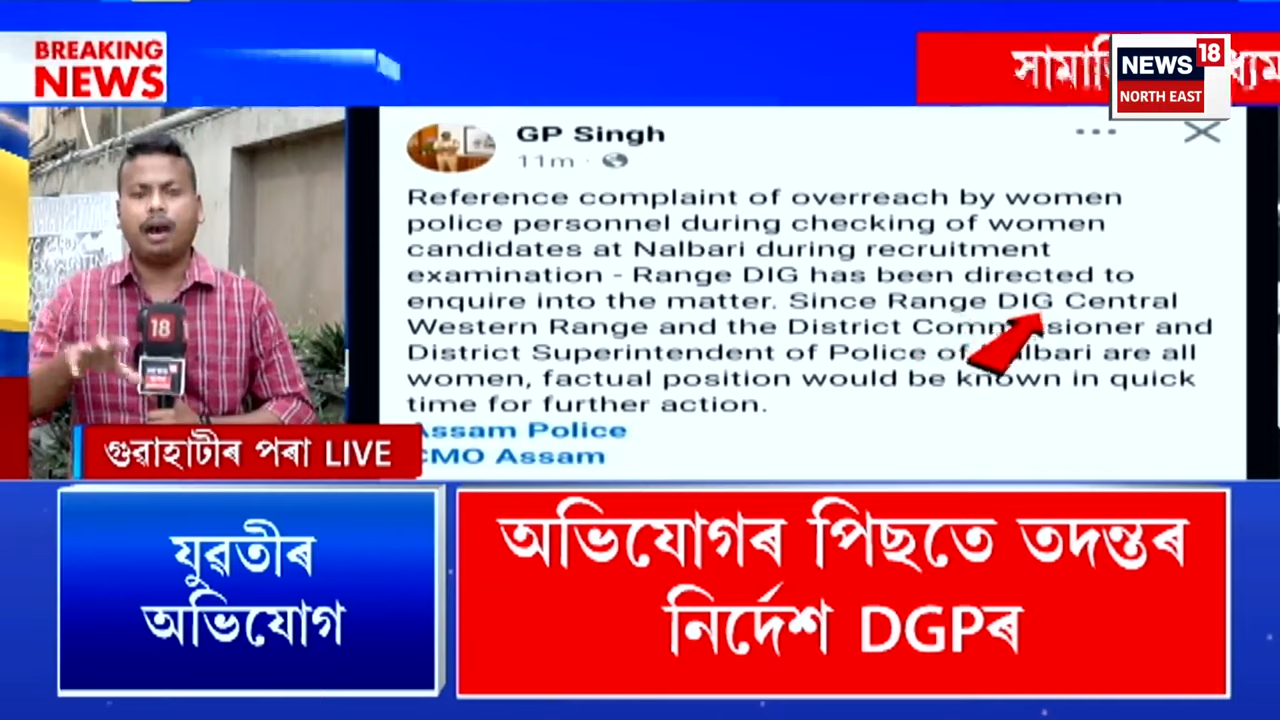 BREAKING
NEWS
NEWS 18
NORTH EAST
GP Singh
11m
Reference complaint of overreach by women
police personnel during checking of women
candidates at Nalbari during recruitment
examination - Range DIG has been directed to
enquire into the matter. Since Range DIG Central
Western Range and the District Commissioner and
District Superintendent of Police of Nalbari are all
women, factual position would be known in quick
time for further action.
Assam Police
CMO Assam
18
গুৱাহাটীৰ পৰা LIVE
যুৱতীৰ
অভিযোগ
অভিযোগৰ পিছতে তদন্তৰ
নিৰ্দেশ DGPৰ